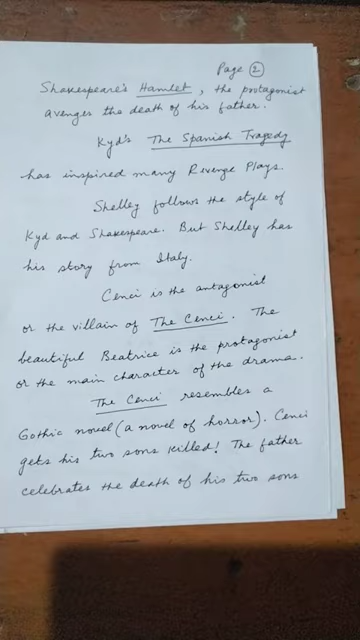 Page 2
Shakespeare's Hamlet, the protagonist
avenges the death of his father.
Kyd's The Spanish Tragedy
has inspired many Revenge Plays.
Shelley follows the style of
Kyd and Shakespeare. But Shelley has
his story from Italy.
Cenci is the antagonist
or the villain of The Cenci. The
beautiful Beatrice is the protagonist
or the main character of the drama.
The Cenci resembles a
Gothic novel (a novel of horror). Cenci
gets his two sons killed! The father
celebrates the death of his two sons